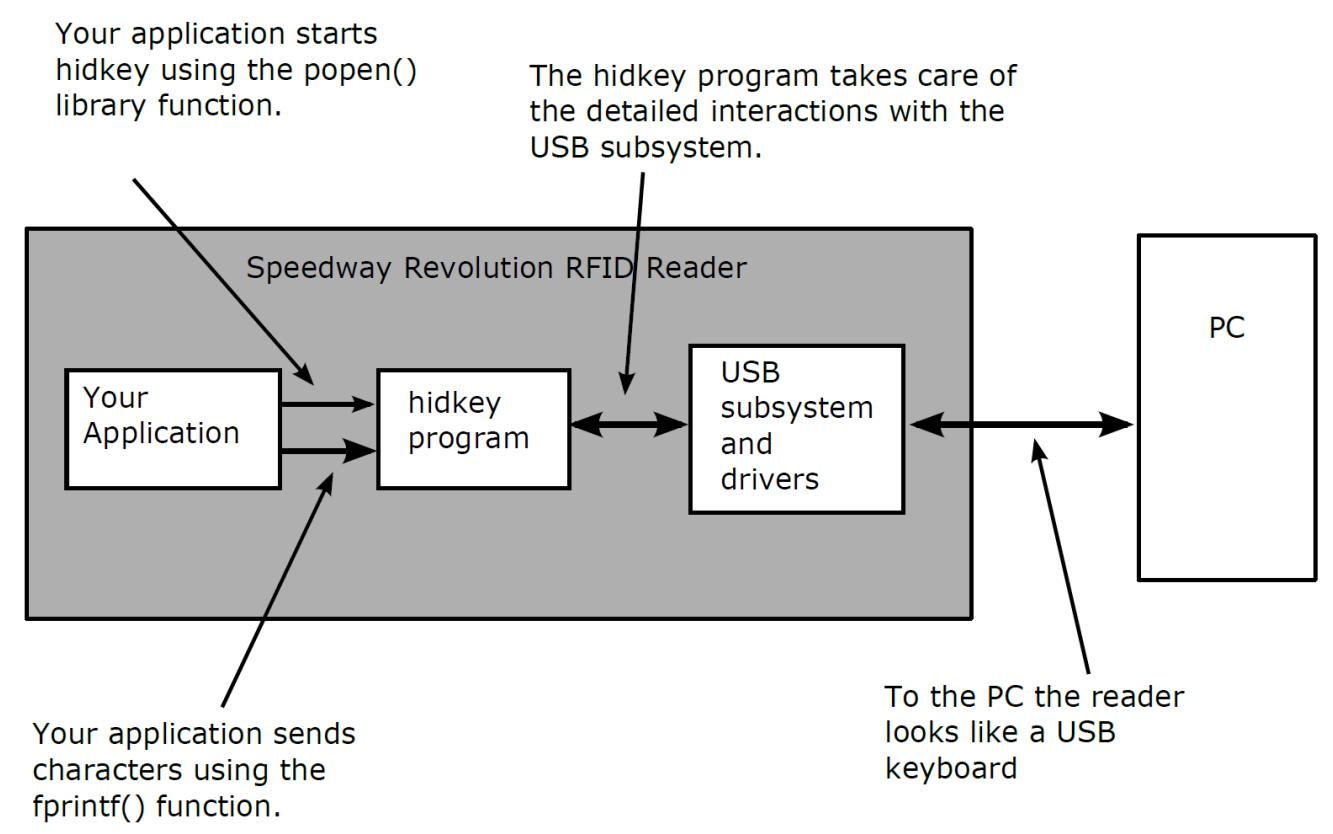 Your application starts
hidkey using the popen()
library function.
The hidkey program takes care of
the detailed interactions with the
USB subsystem.
Speedway Revolution RFID Reader
Your
Application
hidkey
program
USB
subsystem
and
drivers
PC
Your application sends
characters using the
fprintf() function.
To the PC the reader
looks like a USB
keyboard